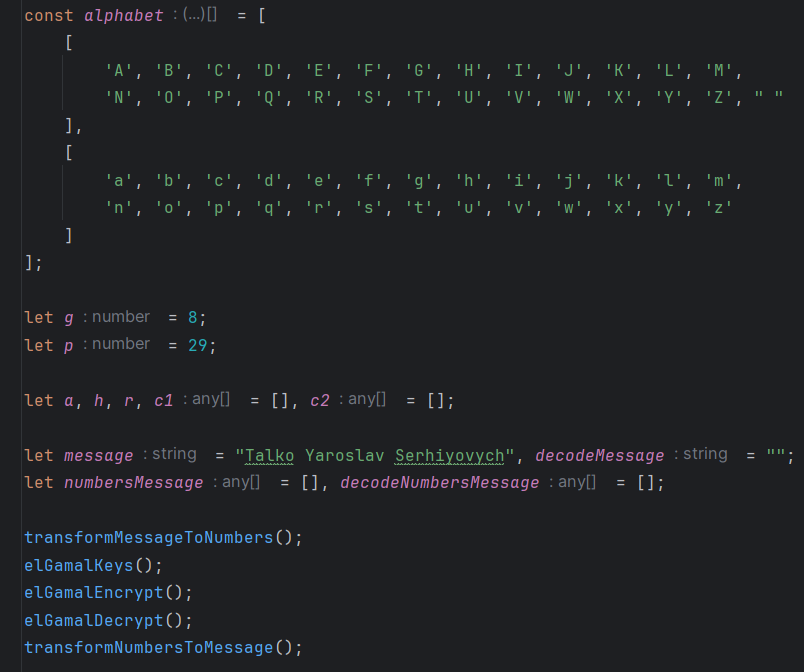 const alphabet : (...)[] = [
[
'A', 'B', 'C', 'D', 'E', 'F', 'G', 'H', 'I', 'J', 'K', 'L', 'M',
'N', 'O', 'P', 'Q', 'R', 'S', 'T', 'U', 'V', 'W', 'X', 'Y', 'Z', " "
],
[
'a', 'b', 'c', 'd', 'e', 'f', 'g', 'h', 'i', 'j', 'k', 'l', 'm',
'n', 'o', 'p', 'q', 'r', 's', 't', 'u', 'v', 'w', 'x', 'y', 'z'
]
];
let g : number = 8;
let p : number = 29;
let a, h, r, c1 : any[] = [], c2 : any[] = [];
let message : string = "Talko Yaroslav Serhiyovych", decodeMessage : string = "";
let numbersMessage : any[] = [], decodeNumbersMessage : any[] = [];
transformMessageToNumbers();
elGamalKeys();
elGamalEncrypt();
elGamalDecrypt();
transformNumbersToMessage();